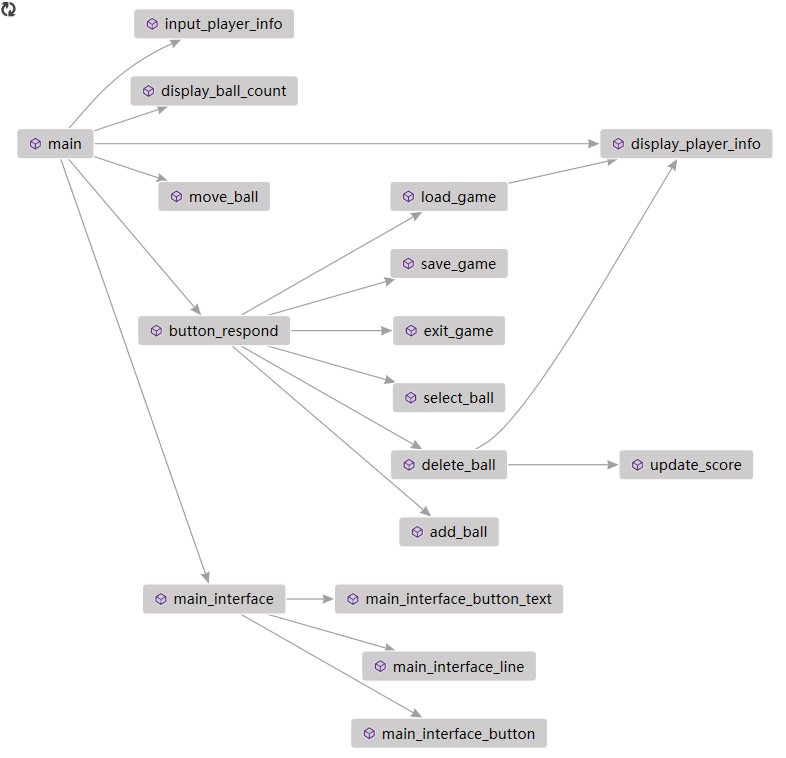 input_player_info
display_ball_count
main
display_player_info
move_ball
load_game
save_game
button_respond
exit_game
select_ball
delete_ball
update_score
add_ball
main_interface
main_interface_button_text
main_interface_line
main_interface_button